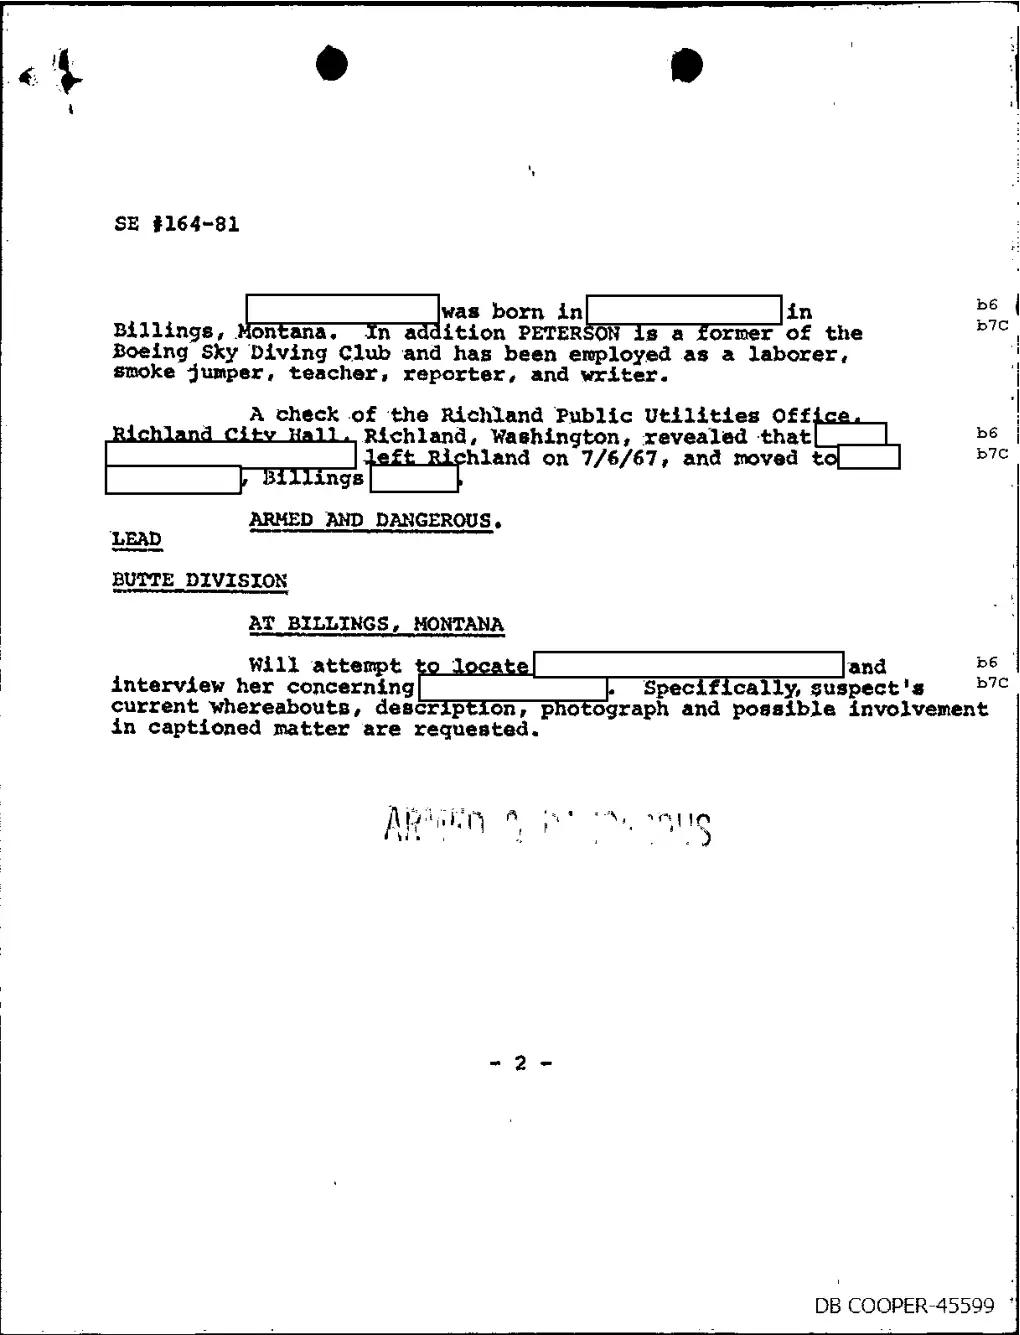 SE #164-81
was born in in b6
Billings, Montana. In addition PETERSON is a former of the b7C
Boeing Sky Diving Club and has been employed as a laborer,
smoke jumper, teacher, reporter, and writer.
A check of the Richland Public Utilities Office,
Richland City Hall, Richland, Washington, revealed that b6
left Richland on 7/6/67, and moved to b7C
, Billings .
ARMED AND DANGEROUS.
LEAD
BUTTE DIVISION
AT BILLINGS, MONTANA
Will attempt to locate and b6
interview her concerning . Specifically, suspect's b7C
current whereabouts, description, photograph and possible involvement
in captioned matter are requested.
- 2 -
DB COOPER-45599